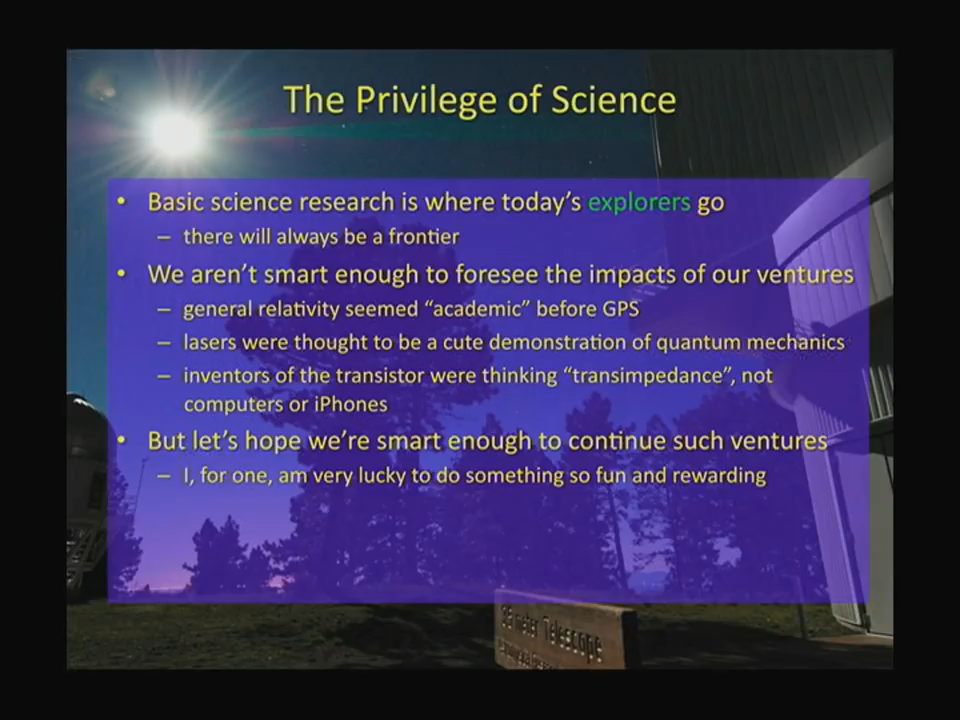 The Privilege of Science
• Basic science research is where today's explorers go
– there will always be a frontier
• We aren't smart enough to foresee the impacts of our ventures
– general relativity seemed “academic” before GPS
– lasers were thought to be a cute demonstration of quantum mechanics
– inventors of the transistor were thinking “transimpedance”, not
computers or iPhones
• But let's hope we're smart enough to continue such ventures
– I, for one, am very lucky to do something so fun and rewarding
meter Telescope